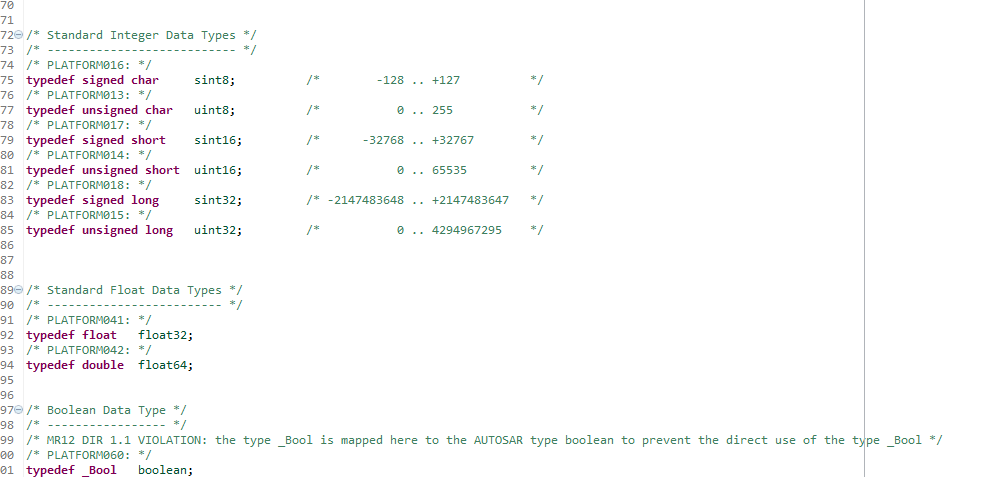 70
71
72 /* Standard Integer Data Types */
73 /* --------------------------- */
74 /* PLATFORM016: */
75 typedef signed char     sint8;          /*        -128 .. +127          */
76 /* PLATFORM013: */
77 typedef unsigned char   uint8;          /*           0 .. 255           */
78 /* PLATFORM017: */
79 typedef signed short    sint16;         /*      -32768 .. +32767        */
80 /* PLATFORM014: */
81 typedef unsigned short  uint16;         /*           0 .. 65535         */
82 /* PLATFORM018: */
83 typedef signed long     sint32;         /* -2147483648 .. +2147483647   */
84 /* PLATFORM015: */
85 typedef unsigned long   uint32;         /*           0 .. 4294967295    */
86
87
88
89 /* Standard Float Data Types */
90 /* ------------------------- */
91 /* PLATFORM041: */
92 typedef float   float32;
93 /* PLATFORM042: */
94 typedef double  float64;
95
96
97 /* Boolean Data Type */
98 /* ----------------- */
99 /* MR12 DIR 1.1 VIOLATION: the type _Bool is mapped here to the AUTOSAR type boolean to prevent the direct use of the type _Bool */
00 /* PLATFORM060: */
01 typedef _Bool   boolean;